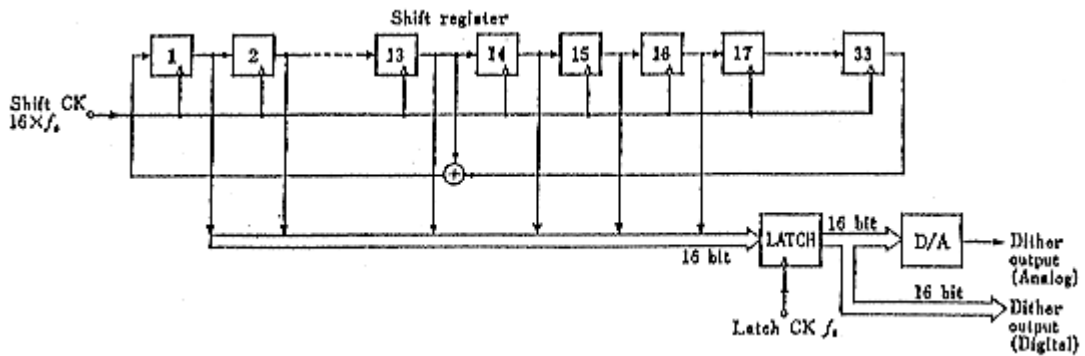 Shift register
1
2
13
14
15
16
17
33
Shift CK
16×fs
+
16 bit
LATCH
16 bit
D/A
Dither
output
(Analog)
16 bit
Dither
output
(Digital)
Latch CK fs